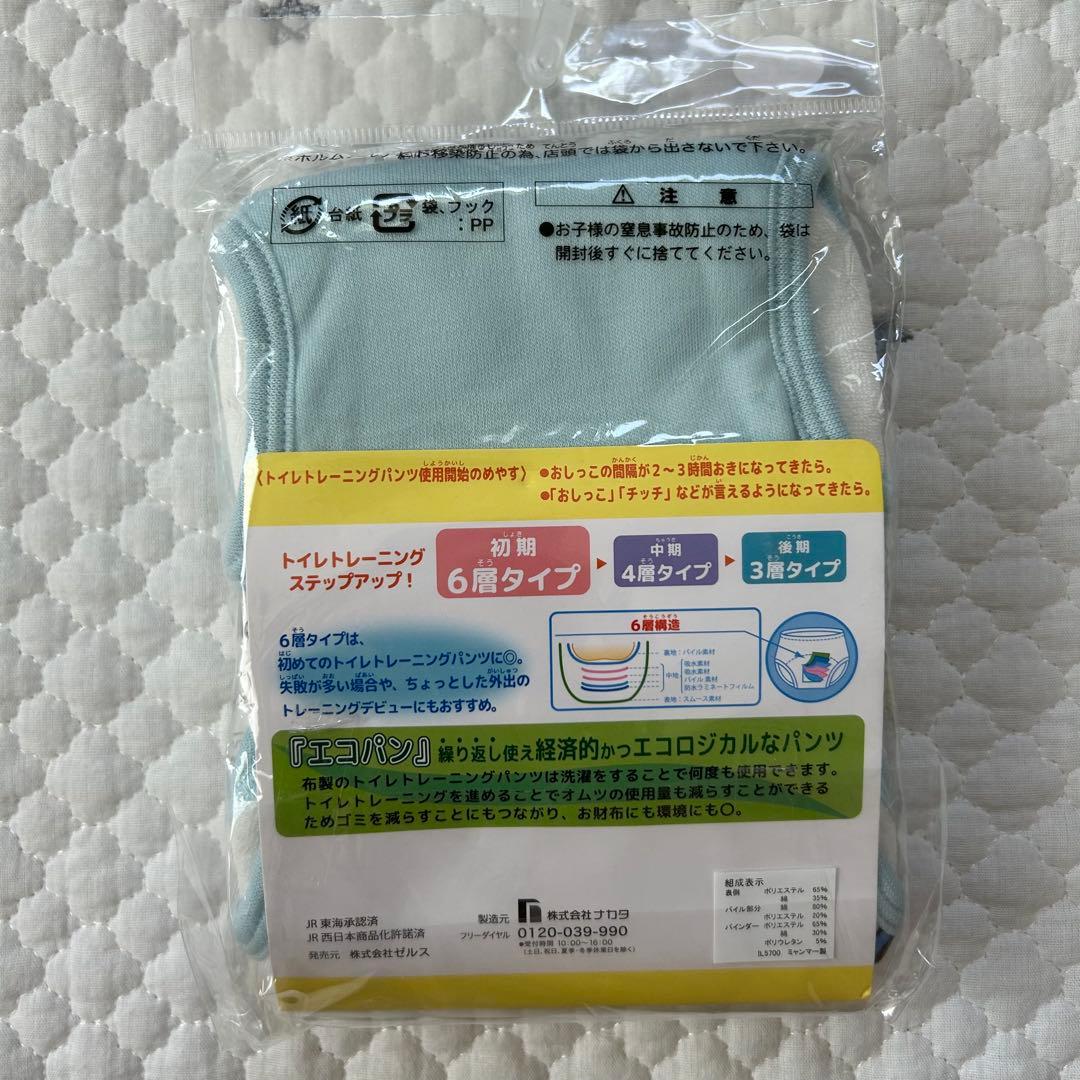 移染防止の為、店頭では袋から出さないで下さい。
紙 台紙 プラ 袋、フック
:PP
⚠ 注意
●お子様の窒息事故防止のため、袋は
開封後すぐに捨ててください。
〈トイレトレーニングパンツ使用開始のめやす〉
●おしっこの間隔が2〜3時間おきになってきたら。
●「おしっこ」「チッチ」などが言えるようになってきたら。
トイレトレーニング
ステップアップ！
初期
6層タイプ
▶
中期
4層タイプ
▶
後期
3層タイプ
6層タイプは、
初めてのトイレトレーニングパンツに◎。
失敗が多い場合や、ちょっとした外出の
トレーニングデビューにもおすすめ。
6層構造
裏地：パイル素材
中地：
吸水素材
吸水素材
パイル素材
防水ラミネートフィルム
表地：スムース素材
『エコパン』繰り返し使え経済的かつエコロジカルなパンツ
布製のトイレトレーニングパンツは洗濯をすることで何度も使用できます。
トイレトレーニングを進めることでオムツの使用量も減らすことができる
ためゴミを減らすことにもつながり、お財布にも環境にも〇。
JR東海承認済
JR西日本商品化許諾済
発売元 株式会社ゼルス
製造元 株式会社ナカタ
フリーダイヤル 0120-039-990
●受付時間 10:00〜16:00
(土日、祝日、夏季・冬季休業日を除く)
組成表示
表側 ポリエステル 65%
綿 35%
パイル部分 綿 80%
ポリエステル 20%
バインダー ポリエステル 65%
綿 30%
ポリウレタン 5%
IL5700 ミャンマー製